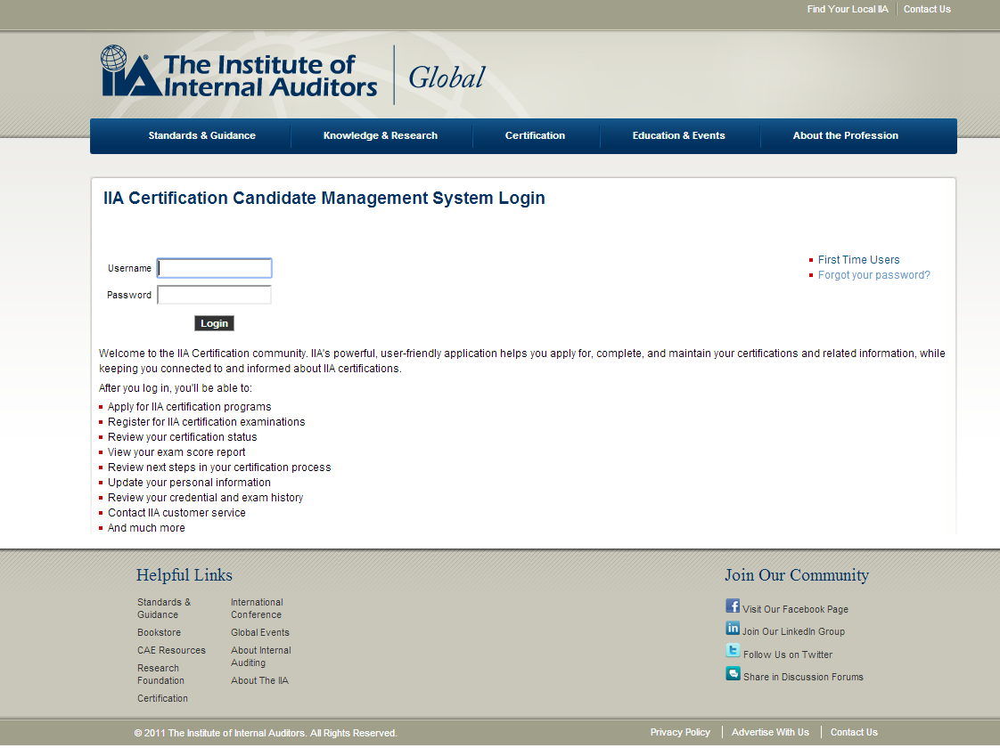 Find Your Local IIA
Contact Us
IIA®
The Institute of
Internal Auditors
Global
Standards & Guidance
Knowledge & Research
Certification
Education & Events
About the Profession
IIA Certification Candidate Management System Login
Username
Password
Login
First Time Users
Forgot your password?
Welcome to the IIA Certification community. IIA's powerful, user-friendly application helps you apply for, complete, and maintain your certifications and related information, while
keeping you connected to and informed about IIA certifications.
After you log in, you'll be able to:
Apply for IIA certification programs
Register for IIA certification examinations
Review your certification status
View your exam score report
Review next steps in your certification process
Update your personal information
Review your credential and exam history
Contact IIA customer service
And much more
Helpful Links
Standards &
Guidance
Bookstore
CAE Resources
Research
Foundation
Certification
International
Conference
Global Events
About Internal
Auditing
About The IIA
Join Our Community
Visit Our Facebook Page
Join Our LinkedIn Group
Follow Us on Twitter
Share in Discussion Forums
© 2011 The Institute of Internal Auditors. All Rights Reserved.
Privacy Policy
Advertise With Us
Contact Us